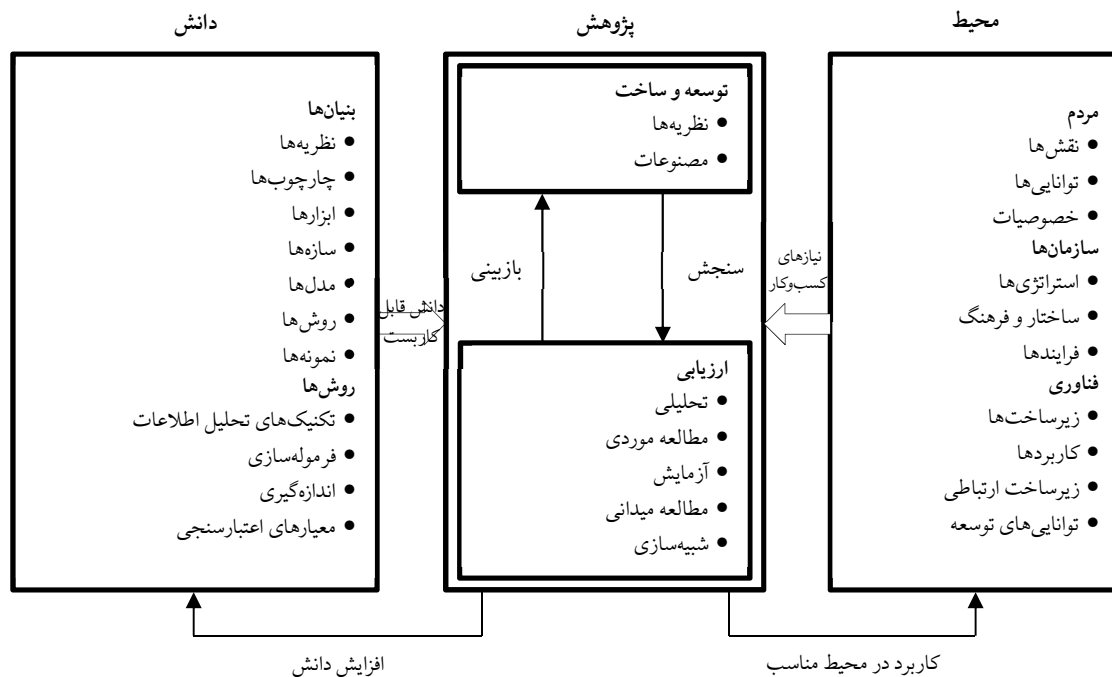 محیط
پژوهش
دانش
مردم
• نقش‌ها
• توانایی‌ها
• خصوصیات
سازمان‌ها
• استراتژی‌ها
• ساختار و فرهنگ
• فرایندها
فناوری
• زیرساخت‌ها
• کاربردها
• زیرساخت ارتباطی
• توانایی‌های توسعه
نیازهای
کسب‌وکار
توسعه و ساخت
• نظریه‌ها
• مصنوعات
سنجش
بازبینی
ارزیابی
• تحلیلی
• مطالعه موردی
• آزمایش
• مطالعه میدانی
• شبیه‌سازی
دانش قابل
کاربست
بنیان‌ها
• نظریه‌ها
• چارچوب‌ها
• ابزارها
• سازه‌ها
• مدل‌ها
• روش‌ها
• نمونه‌ها
روش‌ها
• تکنیک‌های تحلیل اطلاعات
• فرموله‌سازی
• اندازه‌گیری
• معیارهای اعتبارسنجی
کاربرد در محیط مناسب
افزایش دانش